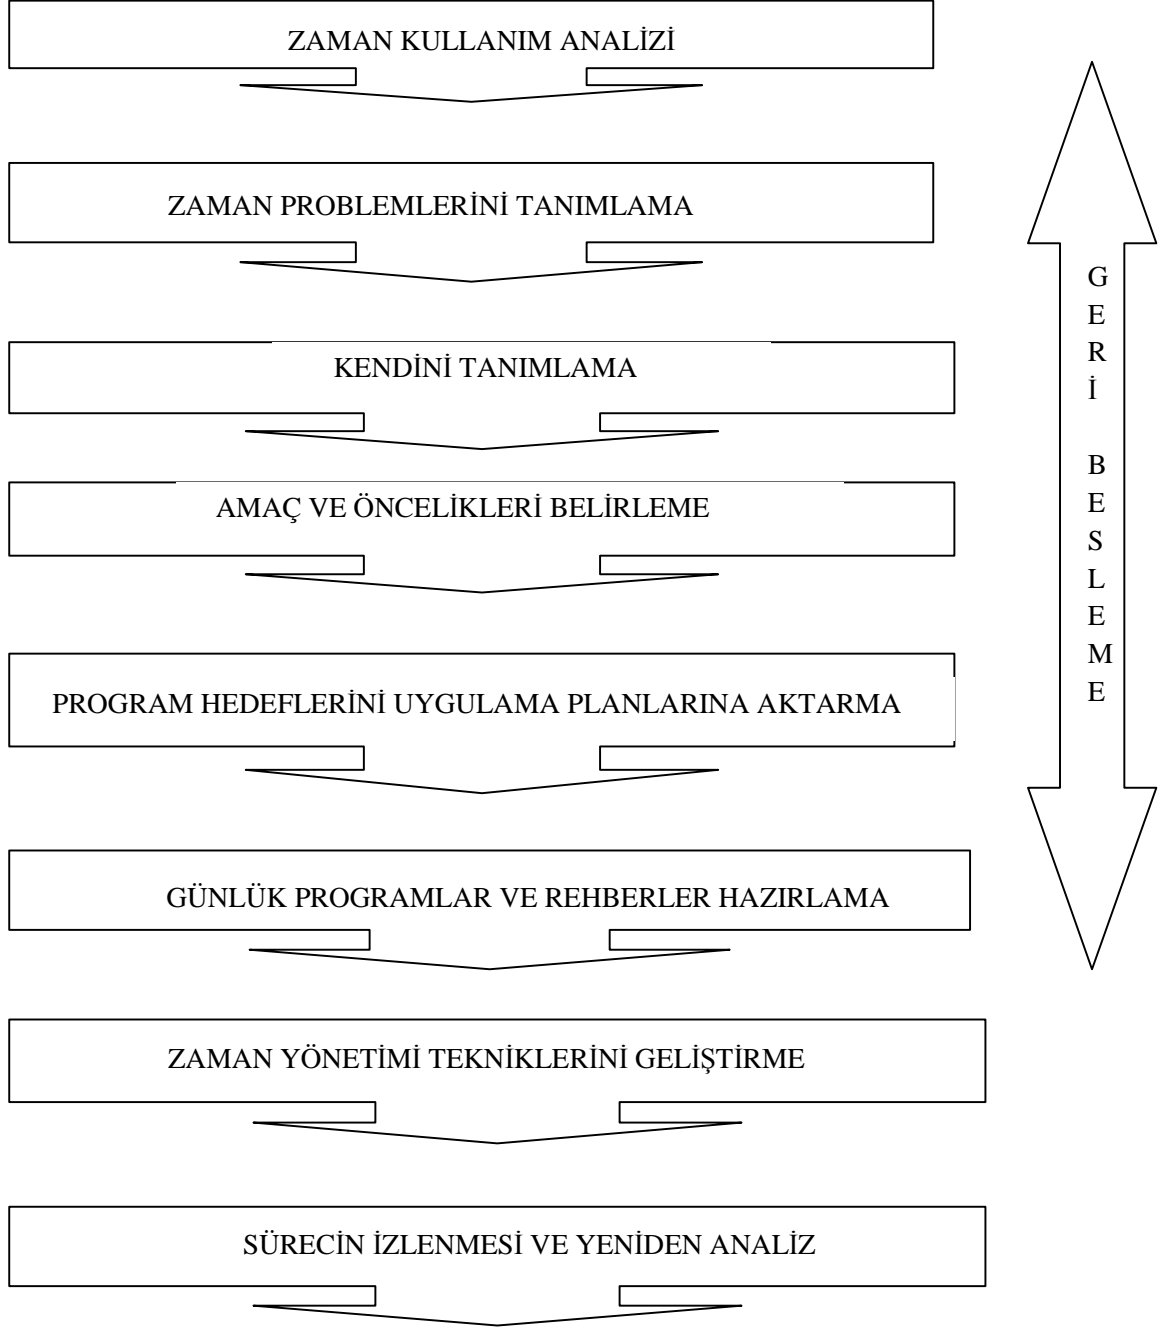 ZAMAN KULLANIM ANALİZİ
ZAMAN PROBLEMLERİNİ TANIMLAMA
KENDİNİ TANIMLAMA
AMAÇ VE ÖNCELİKLERİ BELİRLEME
PROGRAM HEDEFLERİNİ UYGULAMA PLANLARINA AKTARMA
GÜNLÜK PROGRAMLAR VE REHBERLER HAZIRLAMA
ZAMAN YÖNETİMİ TEKNİKLERİNİ GELİŞTİRME
SÜRECİN İZLENMESİ VE YENİDEN ANALİZ
GERİ BESLEME